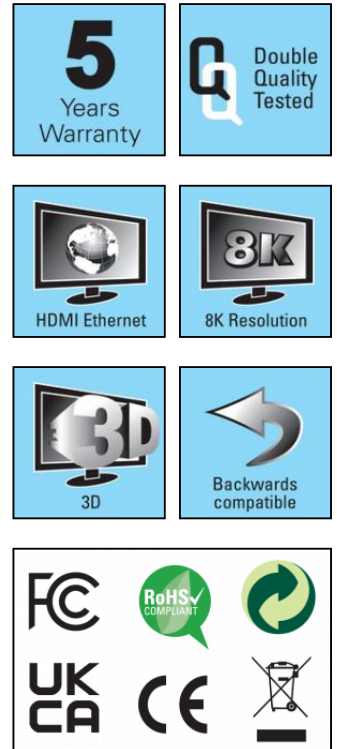 5
Years
Warranty
Double
Quality
Tested
HDMI Ethernet
8K
8K Resolution
3D
3D
Backwards
compatible
FC
RoHS
COMPLIANT
UK
CA
CE